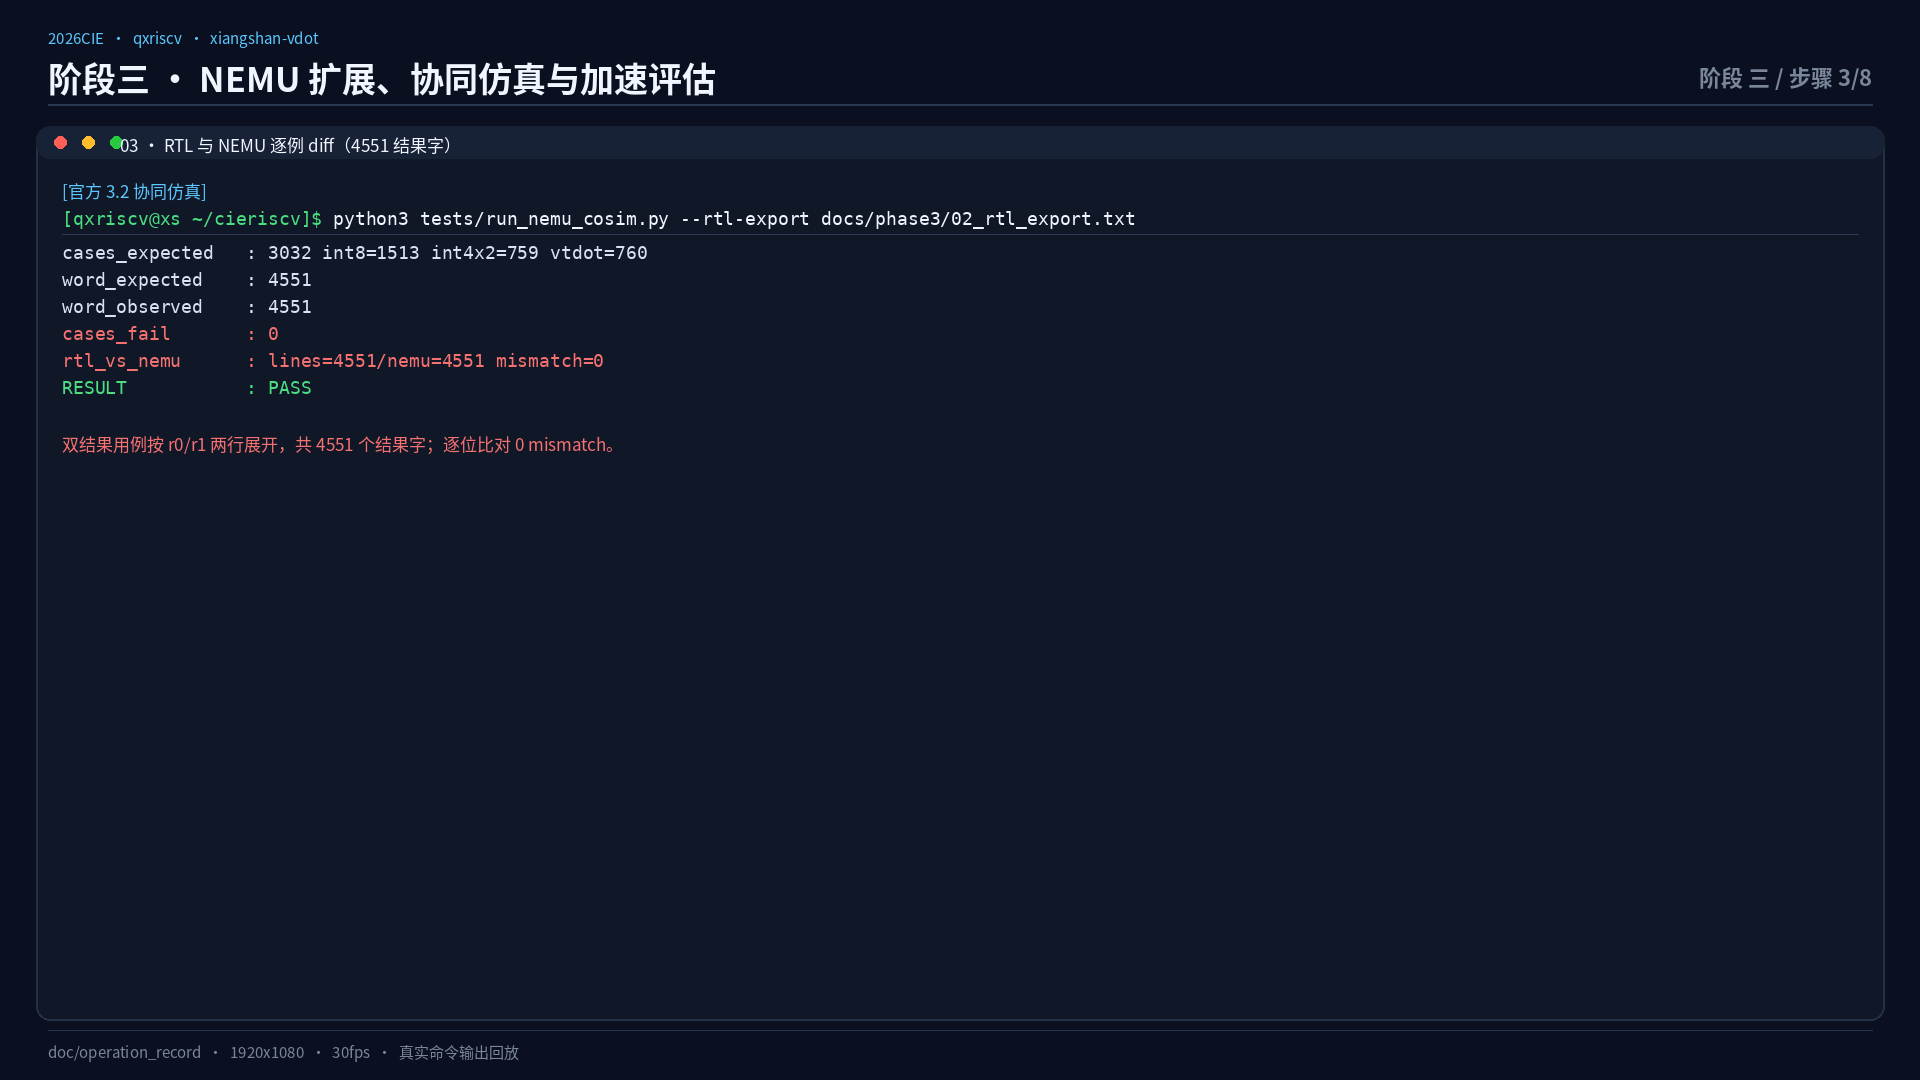 2026CIE · qxriscv · xiangshan-vdot
阶段三 · NEMU 扩展、协同仿真与加速评估
阶段 三 / 步骤 3/8
03 · RTL 与 NEMU 逐例 diff（4551 结果字）
[官方 3.2 协同仿真]
[qxriscv@xs ~/cieriscv]$ python3 tests/run_nemu_cosim.py --rtl-export docs/phase3/02_rtl_export.txt
cases_expected   : 3032 int8=1513 int4x2=759 vtdot=760
word_expected    : 4551
word_observed    : 4551
cases_fail       : 0
rtl_vs_nemu      : lines=4551/nemu=4551 mismatch=0
RESULT           : PASS
双结果用例按 r0/r1 两行展开，共 4551 个结果字；逐位比对 0 mismatch。
doc/operation_record · 1920x1080 · 30fps · 真实命令输出回放